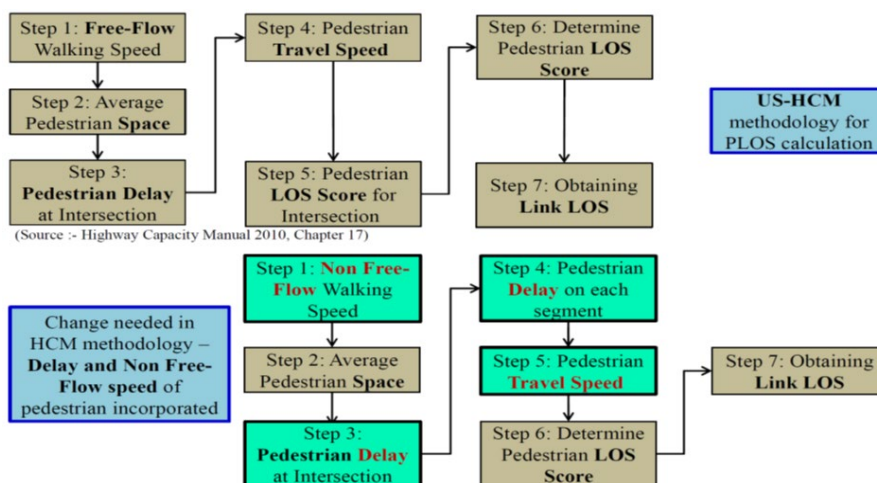 Step 1: Free-Flow
Walking Speed
Step 2: Average
Pedestrian Space
Step 3:
Pedestrian Delay
at Intersection
Step 4: Pedestrian
Travel Speed
Step 5: Pedestrian
LOS Score for
Intersection
Step 6: Determine
Pedestrian LOS
Score
Step 7: Obtaining
Link LOS
US-HCM
methodology for
PLOS calculation
(Source :- Highway Capacity Manual 2010, Chapter 17)
Change needed in
HCM methodology –
Delay and Non Free-
Flow speed of
pedestrian incorporated
Step 1: Non Free-
Flow Walking
Speed
Step 2: Average
Pedestrian Space
Step 3:
Pedestrian Delay
at Intersection
Step 4: Pedestrian
Delay on each
segment
Step 5: Pedestrian
Travel Speed
Step 6: Determine
Pedestrian LOS
Score
Step 7: Obtaining
Link LOS